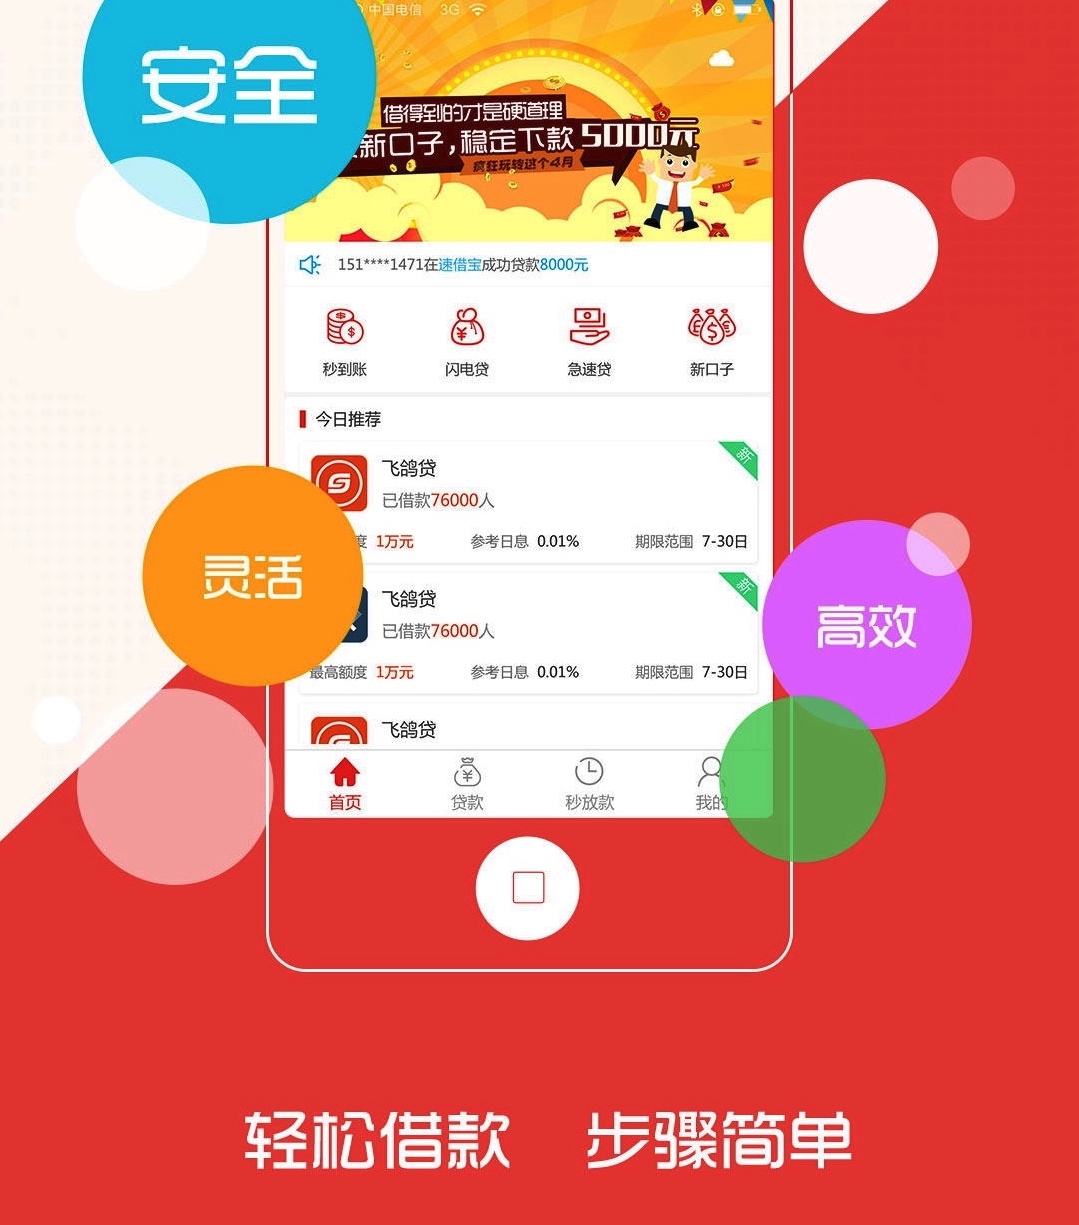 中国电信 3G
安全
借得到的才是硬道理
新口子,稳定下款 5000元
疯狂玩转这个4月
151****1471在速借宝成功贷款8000元
秒到账 闪电贷 急速贷 新口子
今日推荐
飞鸽贷 新
已借款76000人
度 1万元 参考日息 0.01% 期限范围 7-30日
灵活
飞鸽贷 新
已借款76000人
最高额度 1万元 参考日息 0.01% 期限范围 7-30日
高效
飞鸽贷
首页 贷款 秒放款 我的
轻松借款 步骤简单